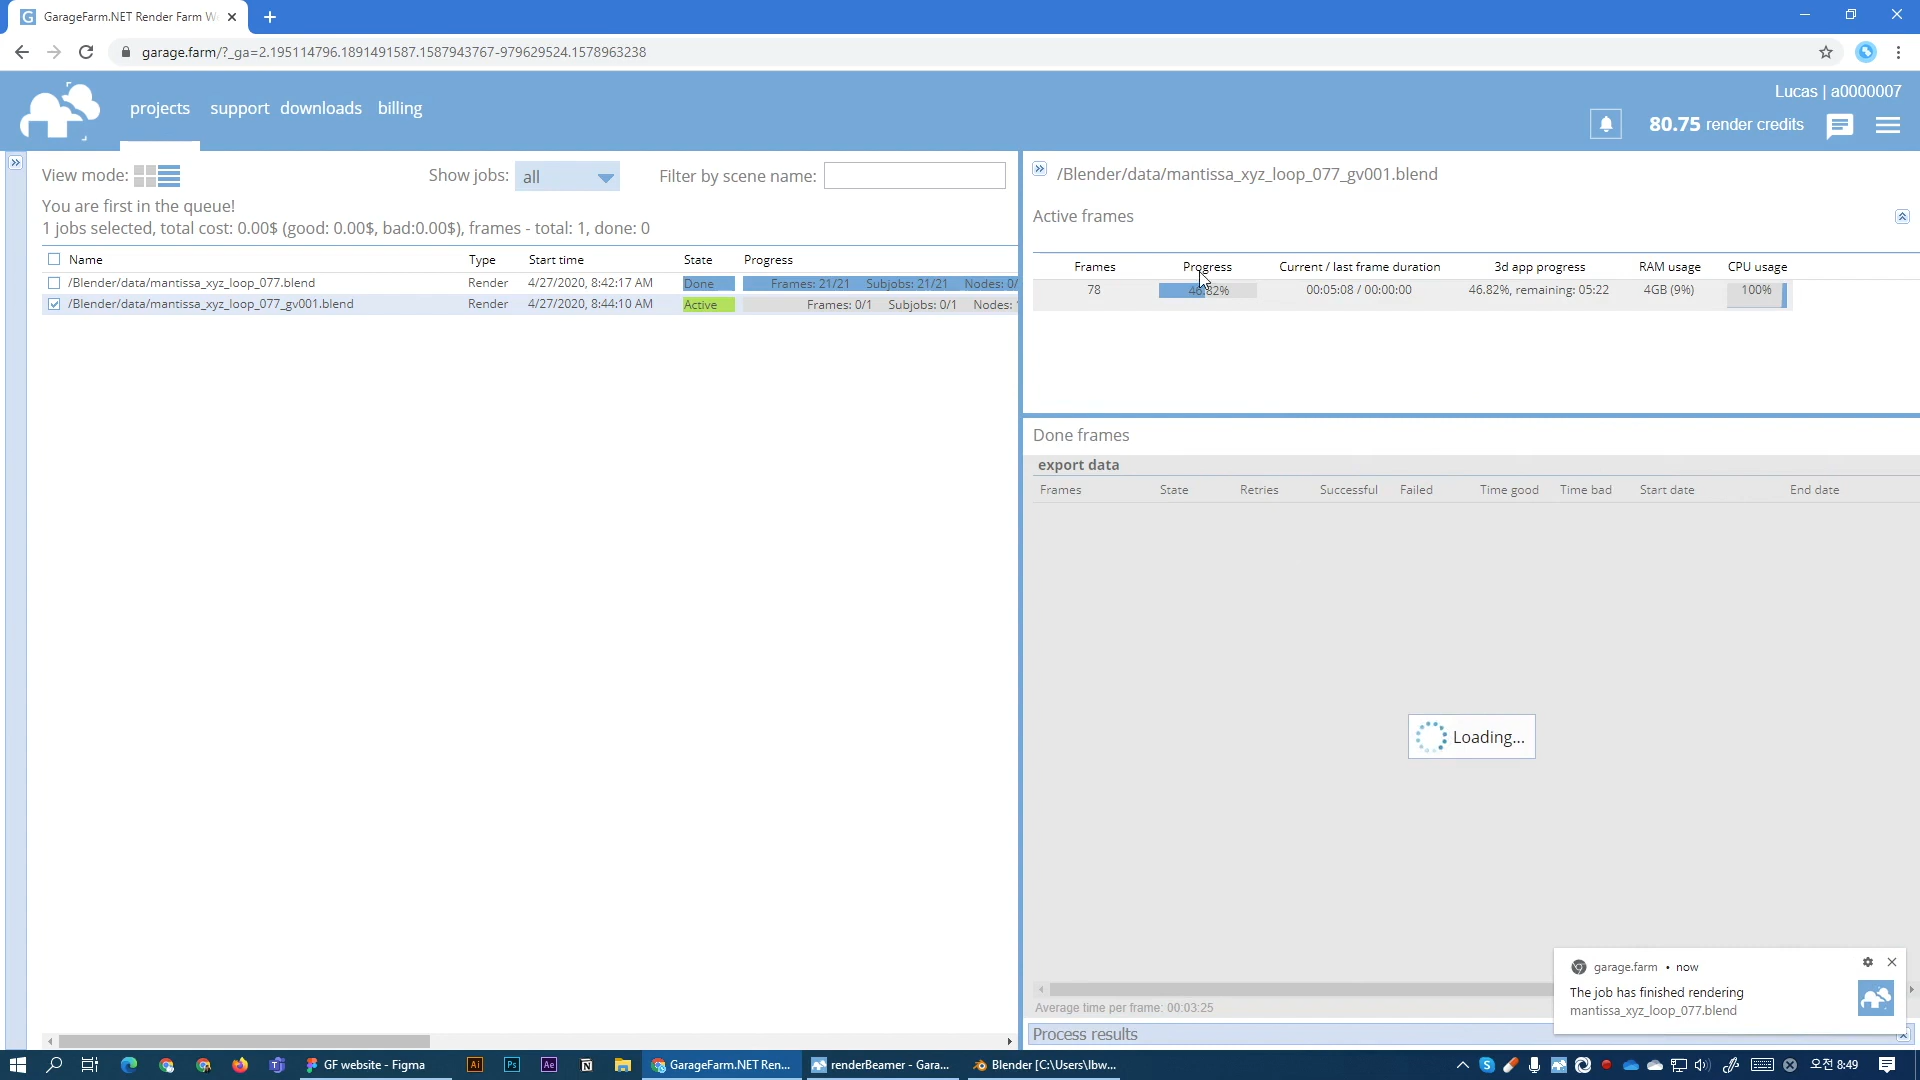 GarageFarm.NET Render Farm W
garage.farm/?_ga=2.195114796.1891491587.1587943767-979629524.1578963238
projects support downloads billing
Lucas | a0000007
80.75 render credits
View mode:
Show jobs: all
Filter by scene name:
You are first in the queue!
1 jobs selected, total cost: 0.00$ (good: 0.00$, bad:0.00$), frames - total: 1, done: 0
Name Type Start time State Progress
/Blender/data/mantissa_xyz_loop_077.blend Render 4/27/2020, 8:42:17 AM Done Frames: 21/21 Subjobs: 21/21 Nodes: 0/
/Blender/data/mantissa_xyz_loop_077_gv001.blend Render 4/27/2020, 8:44:10 AM Active Frames: 0/1 Subjobs: 0/1 Nodes:
/Blender/data/mantissa_xyz_loop_077_gv001.blend
Active frames
Frames Progress Current / last frame duration 3d app progress RAM usage CPU usage
78 46.82% 00:05:08 / 00:00:00 46.82%, remaining: 05:22 4GB (9%) 100%
Done frames
export data
Frames State Retries Successful Failed Time good Time bad Start date End date
Loading...
Average time per frame: 00:03:25
Process results
garage.farm • now
The job has finished rendering
mantissa_xyz_loop_077.blend
GF website - Figma
Ai
Ps
Ae
GarageFarm.NET Ren...
renderBeamer - Gara...
Blender [C:\Users\lbw...
오전 8:49